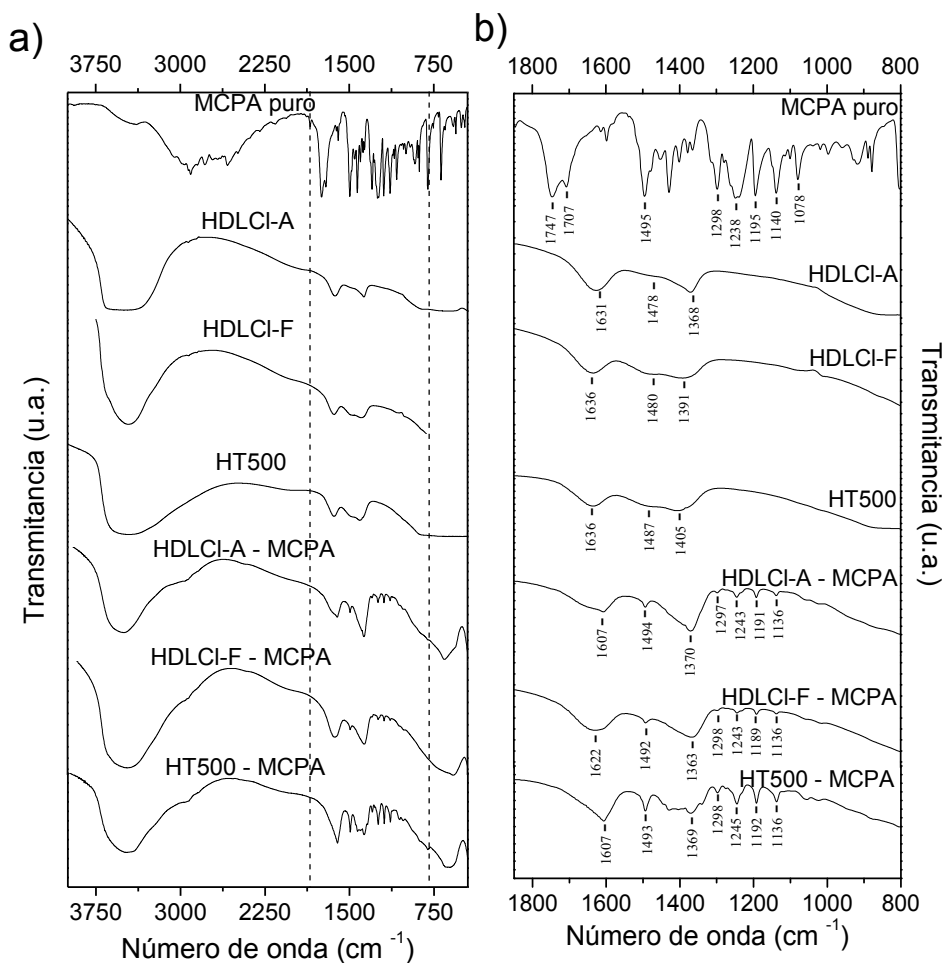 a)
3750 3000 2250 1500 750
MCPA puro
HDLCl-A
HDLCl-F
HT500
HDLCl-A - MCPA
HDLCl-F - MCPA
HT500 - MCPA
3750 3000 2250 1500 750
Número de onda (cm -1)
Transmitancia (u.a.)
b)
1800 1600 1400 1200 1000 800
MCPA puro
1747 1707 1495 1298 1238 1195 1140 1078
HDLCl-A
1631 1478 1368
HDLCl-F
1636 1480 1391
HT500
1636 1487 1405
HDLCl-A - MCPA
1607 1494 1370 1297 1243 1191 1136
HDLCl-F - MCPA
1622 1492 1363 1298 1243 1189 1136
HT500 - MCPA
1607 1493 1369 1298 1245 1192 1136
1800 1600 1400 1200 1000 800
Número de onda (cm -1)
Transmitancia (u.a.)